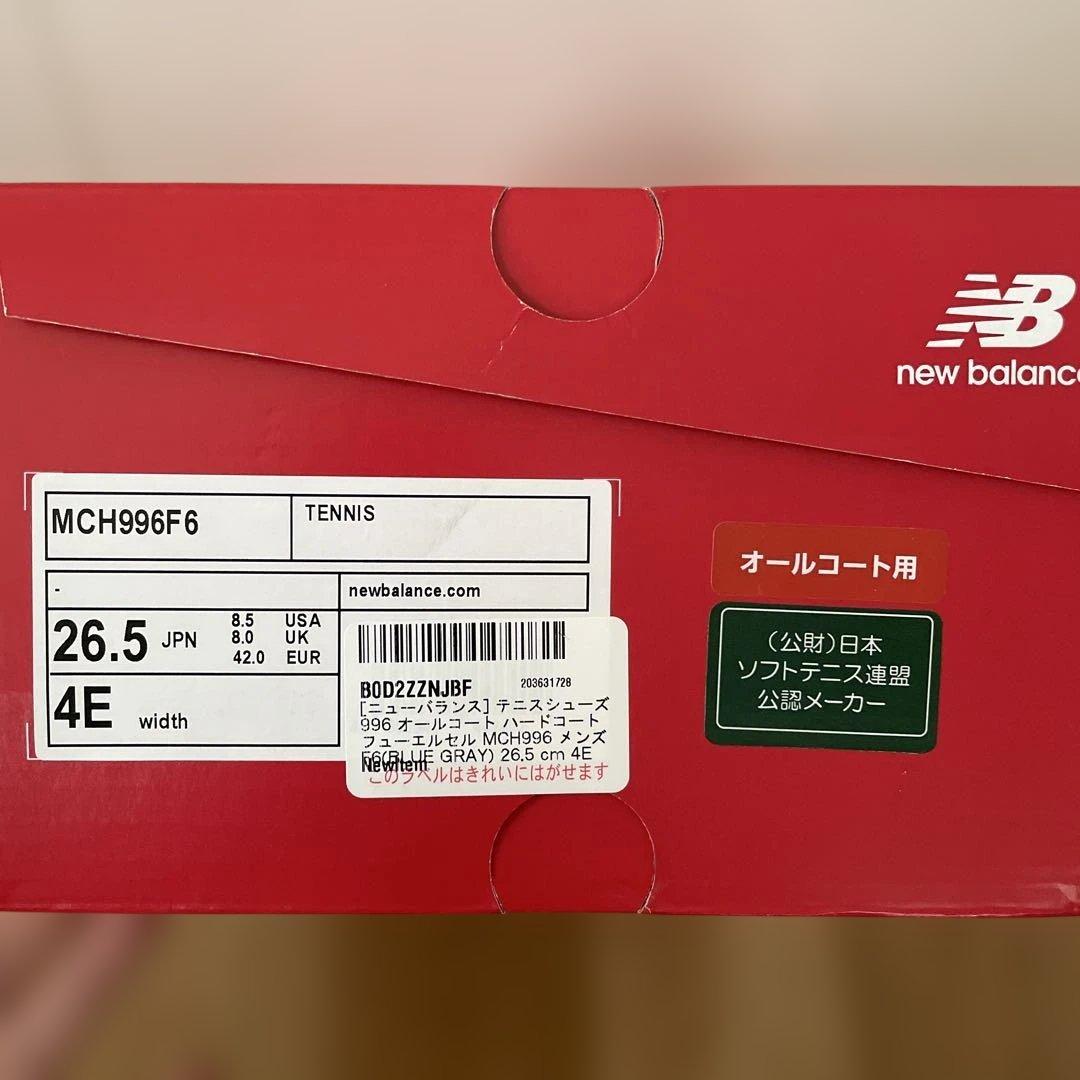 NB
new balance
MCH996F6
TENNIS
-
newbalance.com
26.5 JPN
8.5 USA
8.0 UK
42.0 EUR
4E width
B0D2ZZNJBF
203631728
[ニューバランス] テニスシューズ
996 オールコート ハードコート
フューエルセル MCH996 メンズ
F6(BLUE GRAY) 26.5 cm 4E
NewItem
このラベルはきれいにはがせます
オールコート用
(公財)日本
ソフトテニス連盟
公認メーカー